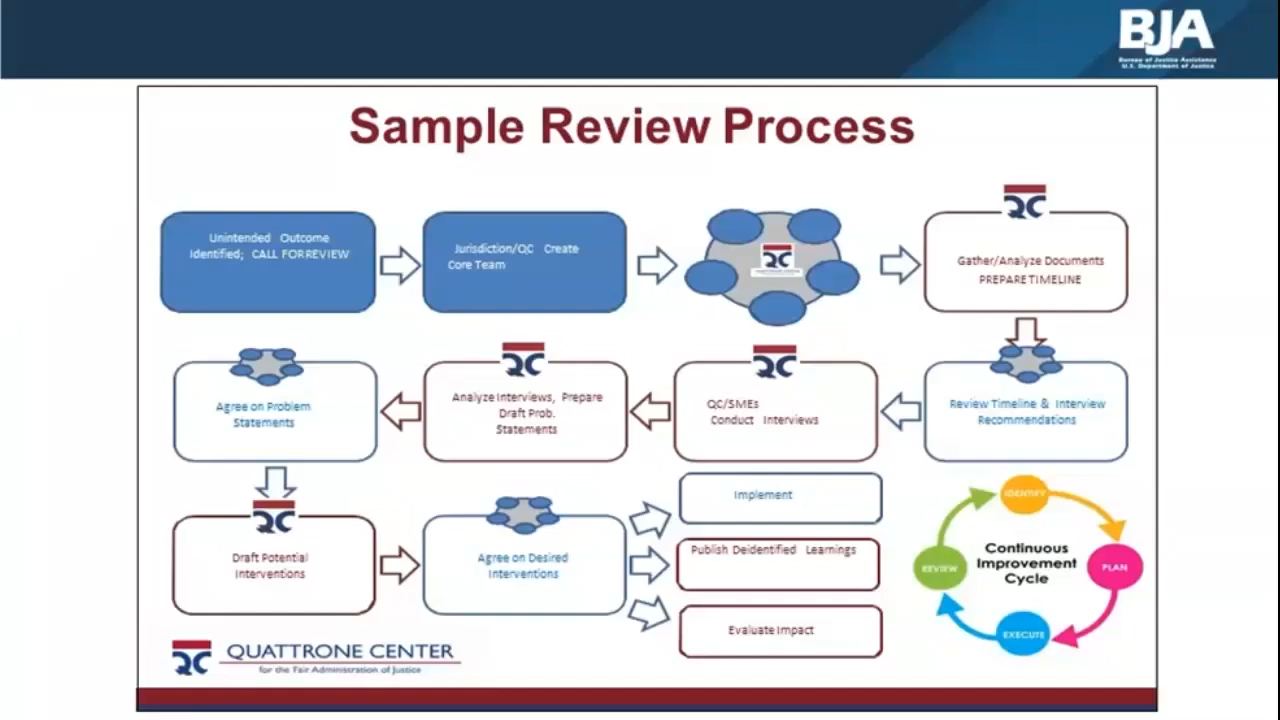 BJA
Bureau of Justice Assistance
U.S. Department of Justice
Sample Review Process
Unintended Outcome
Identified; CALL FORREVIEW
Jurisdiction/QC Create
Core Team
QC
QUATTRONE CENTER
QC
Gather/Analyze Documents
PREPARE TIMELINE
Agree on Problem
Statements
QC
Analyze Interviews, Prepare
Draft Prob.
Statements
QC
QC/SMEs
Conduct Interviews
Review Timeline & Interview
Recommendations
QC
Draft Potential
Interventions
Agree on Desired
Interventions
Implement
Publish Deidentified Learnings
Evaluate Impact
IDENTIFY
PLAN
EXECUTE
REVIEW
Continuous
Improvement
Cycle
QC
QUATTRONE CENTER
for the Fair Administration of Justice